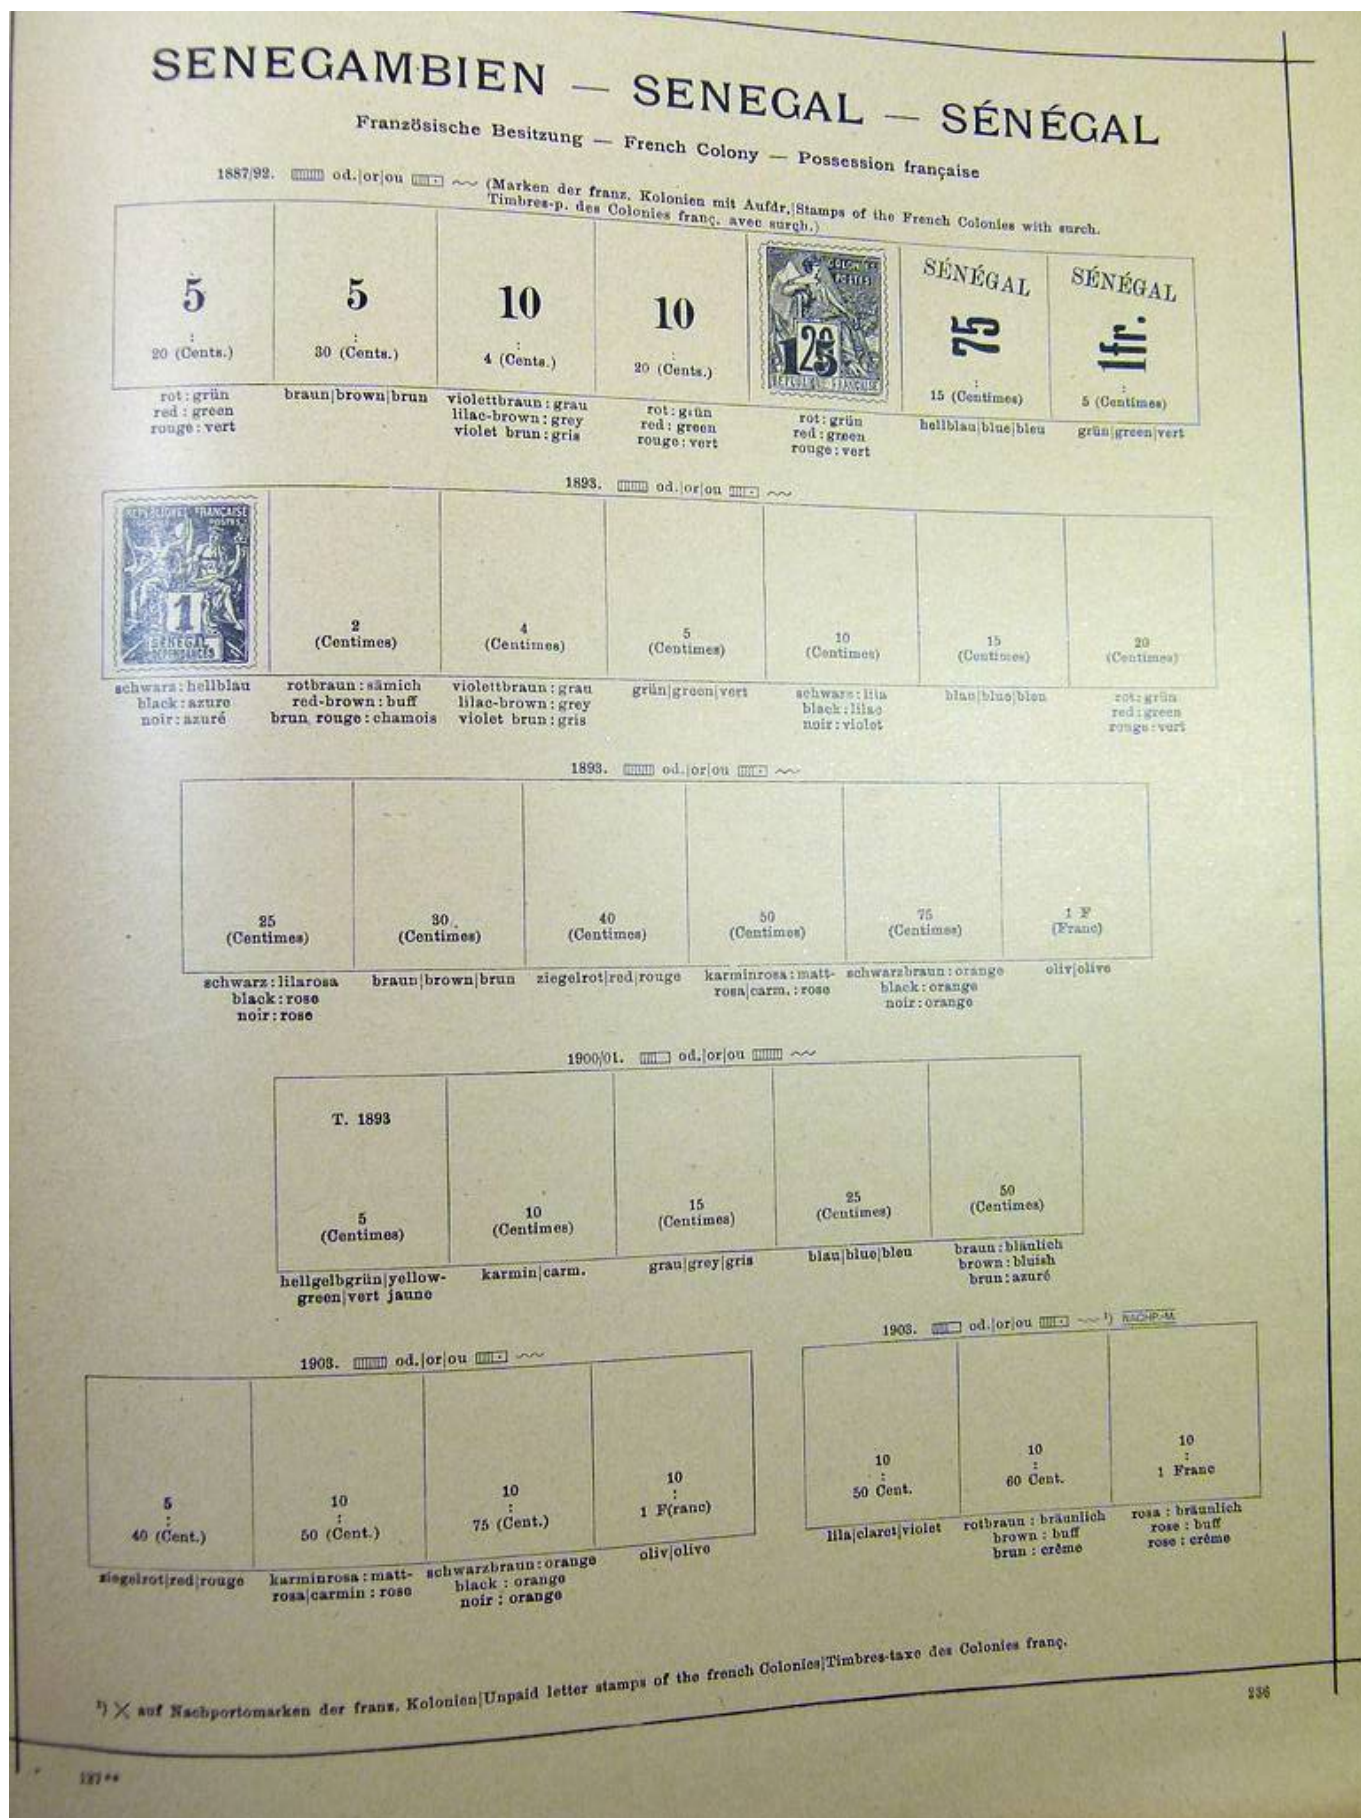 SENEGAMBIEN — SENEGAL — SÉNÉGAL
Französische Besitzung — French Colony — Possession française
1887/92. od.|or|ou (Marken der franz. Kolonien mit Aufdr.|Stamps of the French Colonies with surch.
Timbres-p. des Colonies franç. avec surch.)
5
:
20 (Cents.)
rot : grün
red : green
rouge : vert
5
:
30 (Cents.)
braun|brown|brun
10
:
4 (Cents.)
violettbraun : grau
lilac-brown : grey
violet brun : gris
10
:
20 (Cents.)
rot : grün
red : green
rouge : vert
POSTES
rot : grün
red : green
rouge : vert
SÉNÉGAL
75
:
15 (Centimes)
hellblau|blue|bleu
SÉNÉGAL
1fr.
:
5 (Centimes)
grün|green|vert
1893. od.|or|ou
REPUBLIQUE FRANÇAISE
POSTES
1
SÉNÉGAL
DÉPENDANCES
schwarz : hellblau
black : azure
noir : azuré
2
(Centimes)
rotbraun : sämich
red-brown : buff
brun rouge : chamois
4
(Centimes)
violettbraun : grau
lilac-brown : grey
violet brun : gris
5
(Centimes)
grün|green|vert
10
(Centimes)
schwarz : lila
black : lilac
noir : violet
15
(Centimes)
blau|blue|bleu
20
(Centimes)
rot : grün
red : green
rouge : vert
1893. od.|or|ou
25
(Centimes)
schwarz : lilarosa
black : rose
noir : rose
30
(Centimes)
braun|brown|brun
40
(Centimes)
ziegelrot|red|rouge
50
(Centimes)
karminrosa : matt-
rosa|carm. : rose
75
(Centimes)
schwarzbraun : orange
black : orange
noir : orange
1 F
(Franc)
oliv|olive
1900/01. od.|or|ou
T. 1893
5
(Centimes)
hellgelbgrün|yellow-
green|vert jaune
10
(Centimes)
karmin|carm.
15
(Centimes)
grau|grey|gris
25
(Centimes)
blau|blue|bleu
50
(Centimes)
braun : bläulich
brown : bluish
brun : azuré
1903. od.|or|ou
5
:
40 (Cent.)
ziegelrot|red|rouge
10
:
50 (Cent.)
karminrosa : matt-
rosa|carmin : rose
10
:
75 (Cent.)
schwarzbraun : orange
black : orange
noir : orange
10
:
1 F(ranc)
oliv|olive
1903. od.|or|ou ¹) NACHP.-M.
10
:
50 Cent.
lila|claret|violet
10
:
60 Cent.
rotbraun : bräunlich
brown : buff
brun : crême
10
:
1 Franc
rosa : bräunlich
rose : buff
rose : crême
¹) auf Nachportomarken der franz. Kolonien|Unpaid letter stamps of the french Colonies|Timbres-taxe des Colonies franç.
236